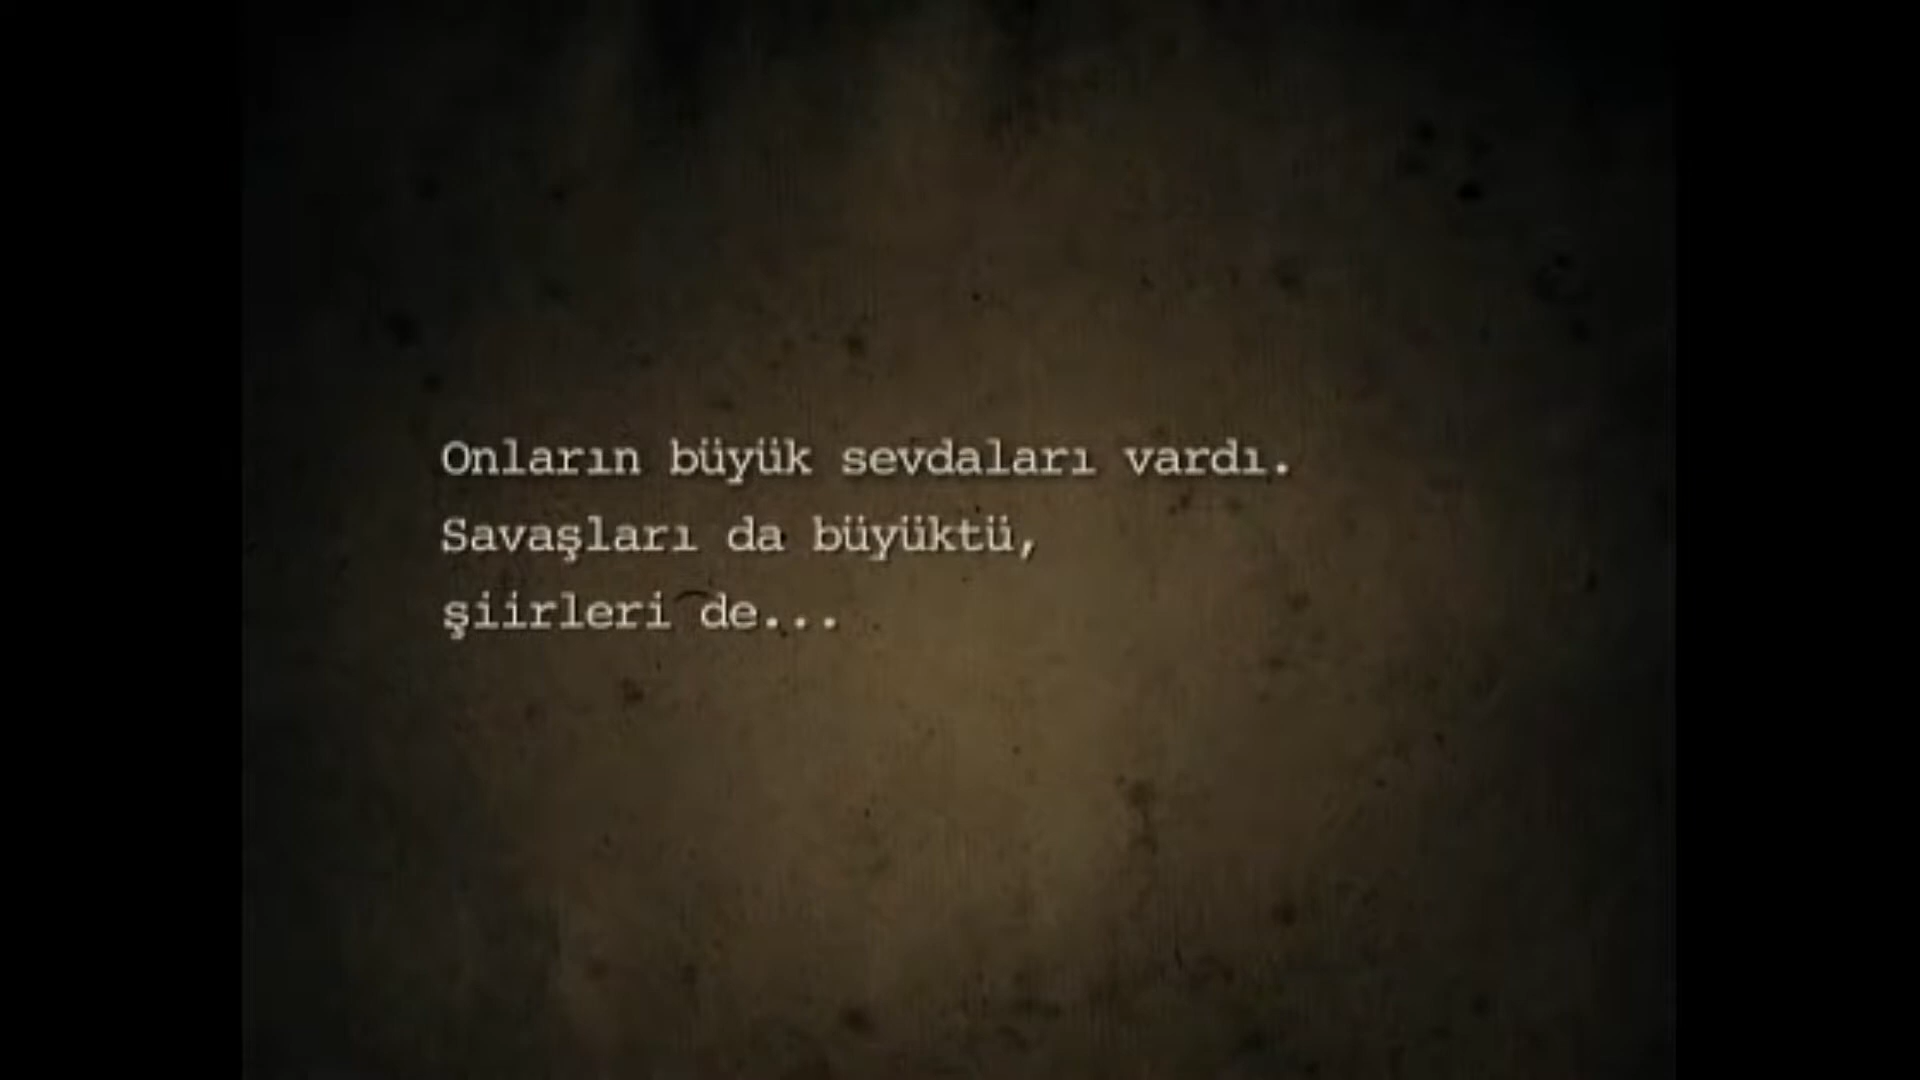 Onların büyük sevdaları vardı.
Savaşları da büyüktü,
şiirleri de...